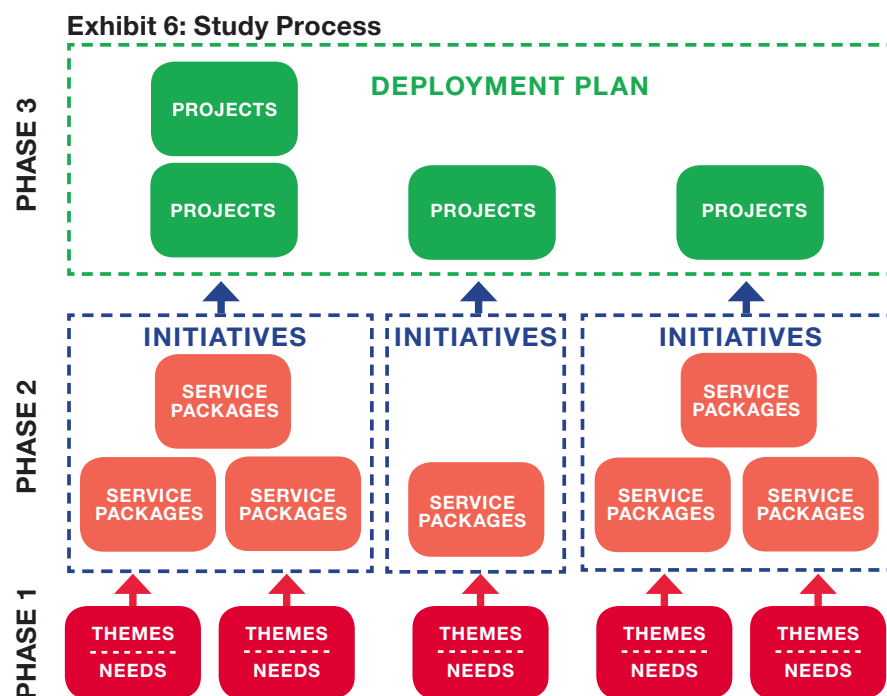 Exhibit 6: Study Process
PHASE 3
DEPLOYMENT PLAN
PROJECTS
PROJECTS
PROJECTS
PROJECTS
PHASE 2
INITIATIVES
INITIATIVES
INITIATIVES
SERVICE
PACKAGES
SERVICE
PACKAGES
SERVICE
PACKAGES
SERVICE
PACKAGES
SERVICE
PACKAGES
SERVICE
PACKAGES
SERVICE
PACKAGES
PHASE 1
THEMES
NEEDS
THEMES
NEEDS
THEMES
NEEDS
THEMES
NEEDS
THEMES
NEEDS